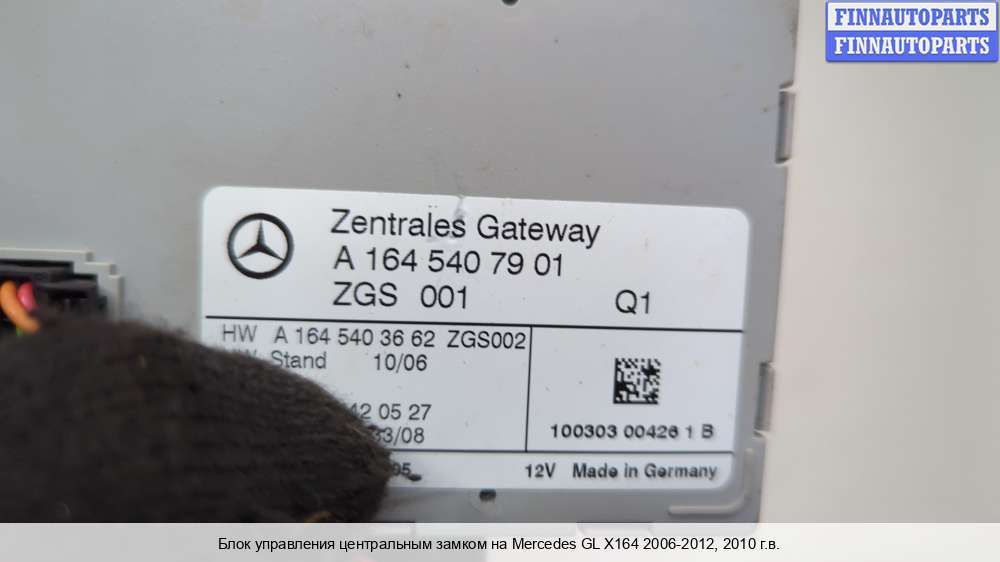 FINNAUTOPARTS
FINNAUTOPARTS
Zentrales Gateway
A 164 540 79 01
ZGS 001 Q1
HW A 164 540 36 62 ZGS002
Stand 10/06
42 05 27
33/08
100303 00426 1 B
12V Made in Germany
Блок управления центральным замком на Mercedes GL X164 2006-2012, 2010 г.в.